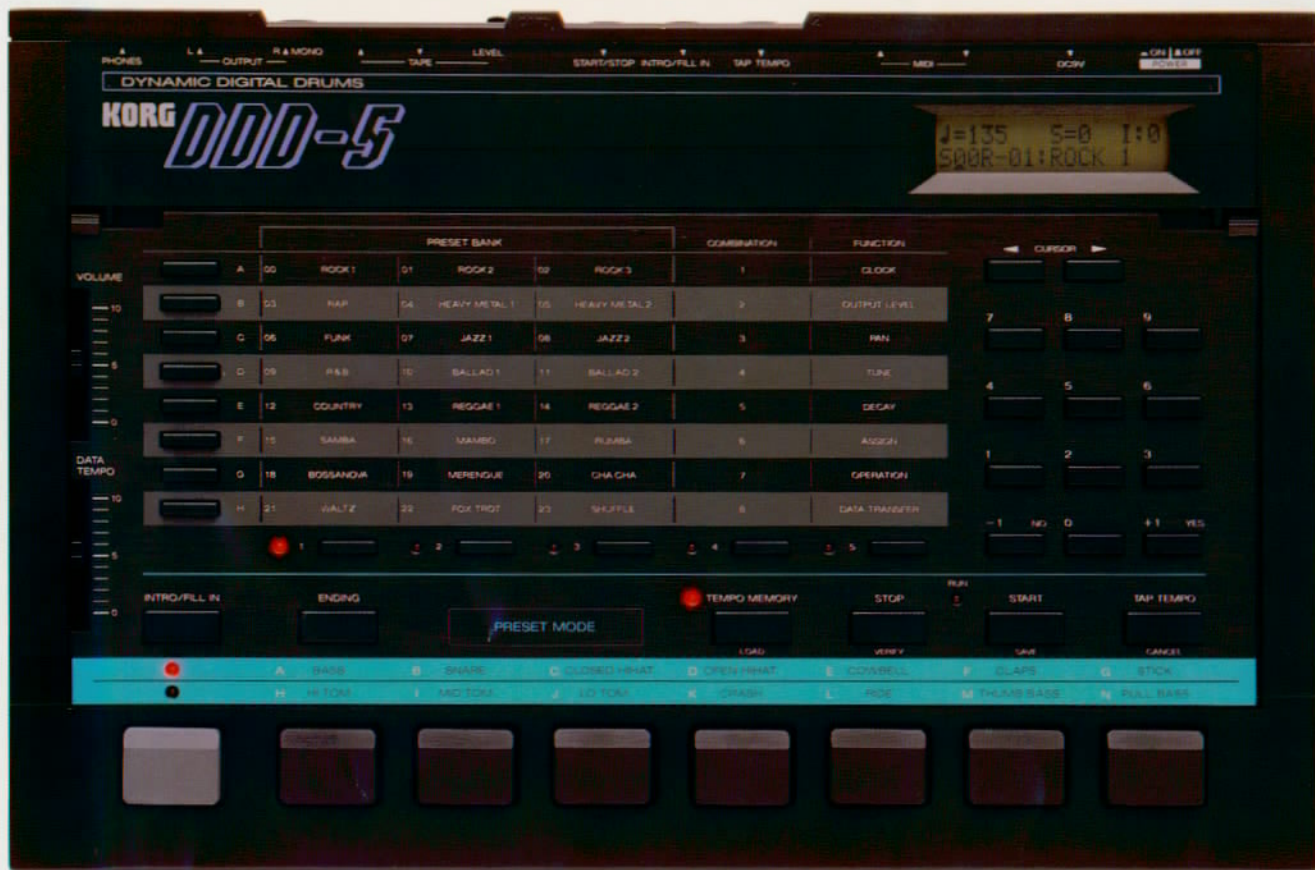 PHONES L R MONO OUTPUT TAPE LEVEL START/STOP INTRO/FILL IN TAP TEMPO MIDI DC9V ON OFF POWER
DYNAMIC DIGITAL DRUMS
KORG DDD-5
♩=135 S=0 I:0
S00R-01:ROCK 1
PRESET BANK COMBINATION FUNCTION CURSOR
VOLUME
A 00 ROCK 1 01 ROCK 2 02 ROCK 3 1 CLOCK
B 03 RAP 04 HEAVY METAL 1 05 HEAVY METAL 2 2 OUTPUT LEVEL
C 06 FUNK 07 JAZZ 1 08 JAZZ 2 3 PAN
D 09 R&B 10 BALLAD 1 11 BALLAD 2 4 TUNE
E 12 COUNTRY 13 REGGAE 1 14 REGGAE 2 5 DECAY
F 15 SAMBA 16 MAMBO 17 RUMBA 6 ASSIGN
G 18 BOSSANOVA 19 MERENGUE 20 CHA CHA 7 OPERATION
H 21 WALTZ 22 FOX TROT 23 SHUFFLE 8 DATA TRANSFER
10
5
0
DATA
TEMPO
10
5
0
7 8 9
4 5 6
1 2 3
-1 NO 0 +1 YES
1 2 3 4 5
INTRO/FILL IN ENDING PRESET MODE TEMPO MEMORY STOP RUN START TAP TEMPO
LOAD VERIFY SAVE CANCEL
A BASS B SNARE C CLOSED HIHAT D OPEN HIHAT E COWBELL F CLAPS G STICK
H HI TOM I MID TOM J LO TOM K CRASH L RIDE M THUMB BASS N PULL BASS